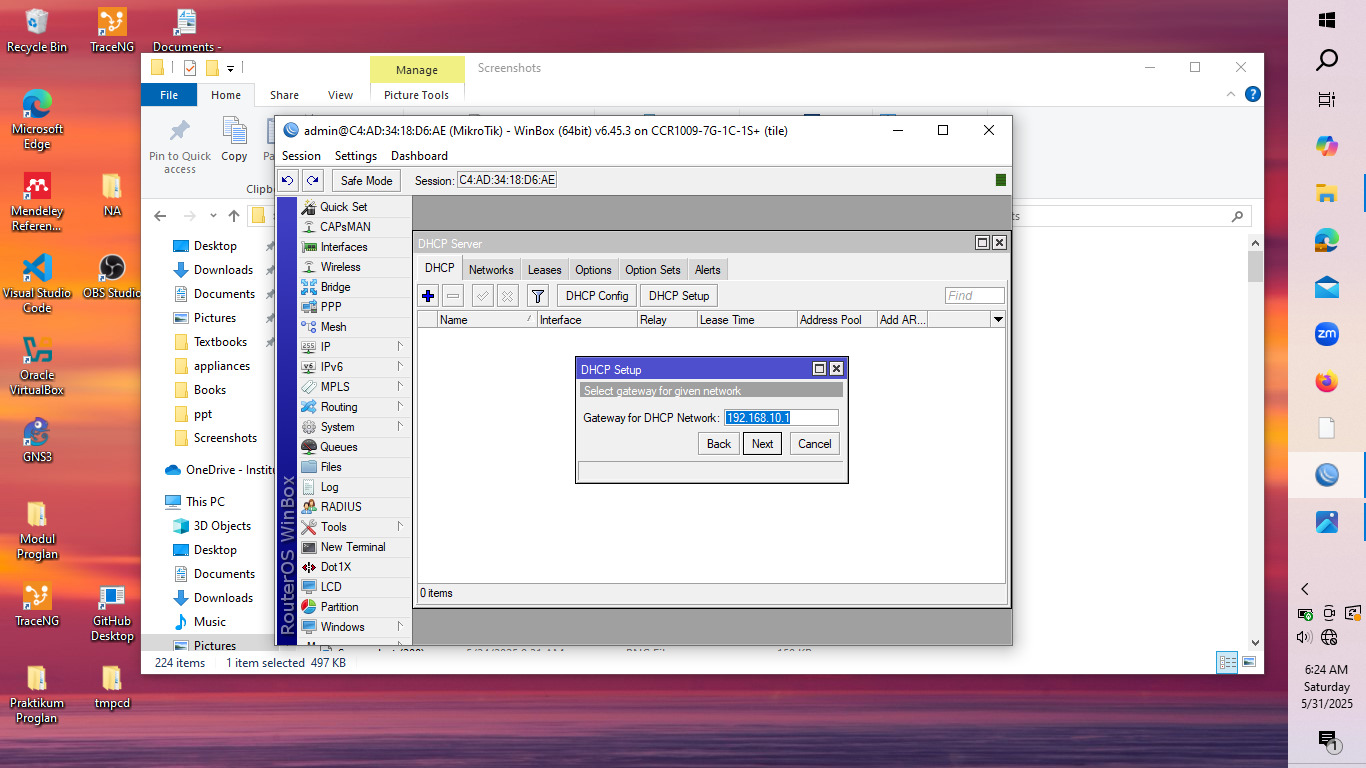 Recycle Bin
TraceNG
Documents -
Microsoft
Edge
Mendeley
Referen...
NA
Visual Studio
Code
OBS Studio
Oracle
VirtualBox
GNS3
Modul
Proglan
TraceNG
GitHub
Desktop
Praktikum
Proglan
tmpcd
Manage
Screenshots
File
Home
Share
View
Picture Tools
Pin to Quick
access
Copy
Desktop
Downloads
Documents
Pictures
Textbooks
appliances
Books
ppt
Screenshots
This PC
3D Objects
Desktop
Documents
Downloads
Music
Pictures
224 items
1 item selected 497 KB
admin@C4:AD:34:18:D6:AE (MikroTik) - WinBox (64bit) v6.45.3 on CCR1009-7G-1C-1S+ (tile)
Session
Settings
Dashboard
Safe Mode
Session: C4:AD:34:18:D6:AE
RouterOS WinBox
Quick Set
CAPsMAN
Interfaces
Wireless
Bridge
PPP
Mesh
IP
IPv6
MPLS
Routing
System
Queues
Files
Log
RADIUS
Tools
New Terminal
Dot1X
LCD
Partition
Windows
DHCP Server
DHCP
Networks
Leases
Options
Option Sets
Alerts
DHCP Config
DHCP Setup
Find
Name
Interface
Relay
Lease Time
Address Pool
Add AR...
DHCP Setup
Select gateway for given network
Gateway for DHCP Network: 192.168.10.1
Back
Next
Cancel
0 items
zm
6:24 AM
Saturday
5/31/2025
1